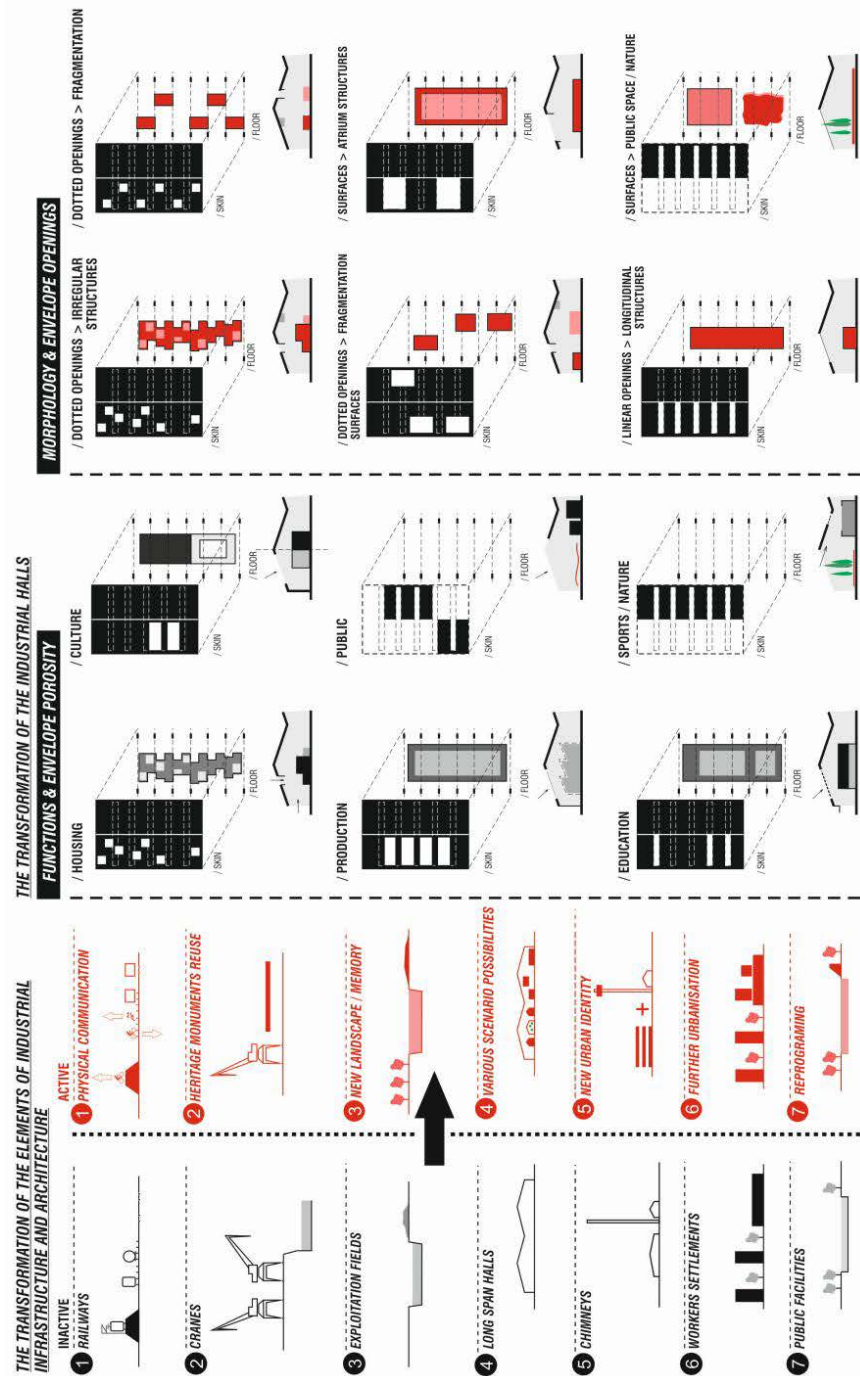 THE TRANSFORMATION OF THE ELEMENTS OF INDUSTRIAL
INFRASTRUCTURE AND ARCHITECTURE
INACTIVE
1 RAILWAYS
2 CRANES
3 EXPLOITATION FIELDS
4 LONG SPAN HALLS
5 CHIMNEYS
6 WORKERS SETTLEMENTS
7 PUBLIC FACILITIES
ACTIVE
1 PHYSICAL COMMUNICATION
2 HERITAGE MONUMENTS REUSE
3 NEW LANDSCAPE / MEMORY
4 VARIOUS SCENARIO POSSIBILITIES
5 NEW URBAN IDENTITY
6 FURTHER URBANISATION
7 REPROGRAMING
THE TRANSFORMATION OF THE INDUSTRIAL HALLS
FUNCTIONS & ENVELOPE POROSITY
/ HOUSING
/ SKIN
/ FLOOR
/ CULTURE
/ SKIN
/ FLOOR
/ PRODUCTION
/ SKIN
/ FLOOR
/ PUBLIC
/ SKIN
/ FLOOR
/ EDUCATION
/ SKIN
/ FLOOR
/ SPORTS / NATURE
/ SKIN
/ FLOOR
MORPHOLOGY & ENVELOPE OPENINGS
/ DOTTED OPENINGS > IRREGULAR
STRUCTURES
/ SKIN
/ FLOOR
/ DOTTED OPENINGS > FRAGMENTATION
/ SKIN
/ FLOOR
/ DOTTED OPENINGS > FRAGMENTATION
SURFACES
/ SKIN
/ FLOOR
/ SURFACES > ATRIUM STRUCTURES
/ SKIN
/ FLOOR
/ LINEAR OPENINGS > LONGITUDINAL
STRUCTURES
/ SKIN
/ FLOOR
/ SURFACES > PUBLIC SPACE / NATURE
/ SKIN
/ FLOOR